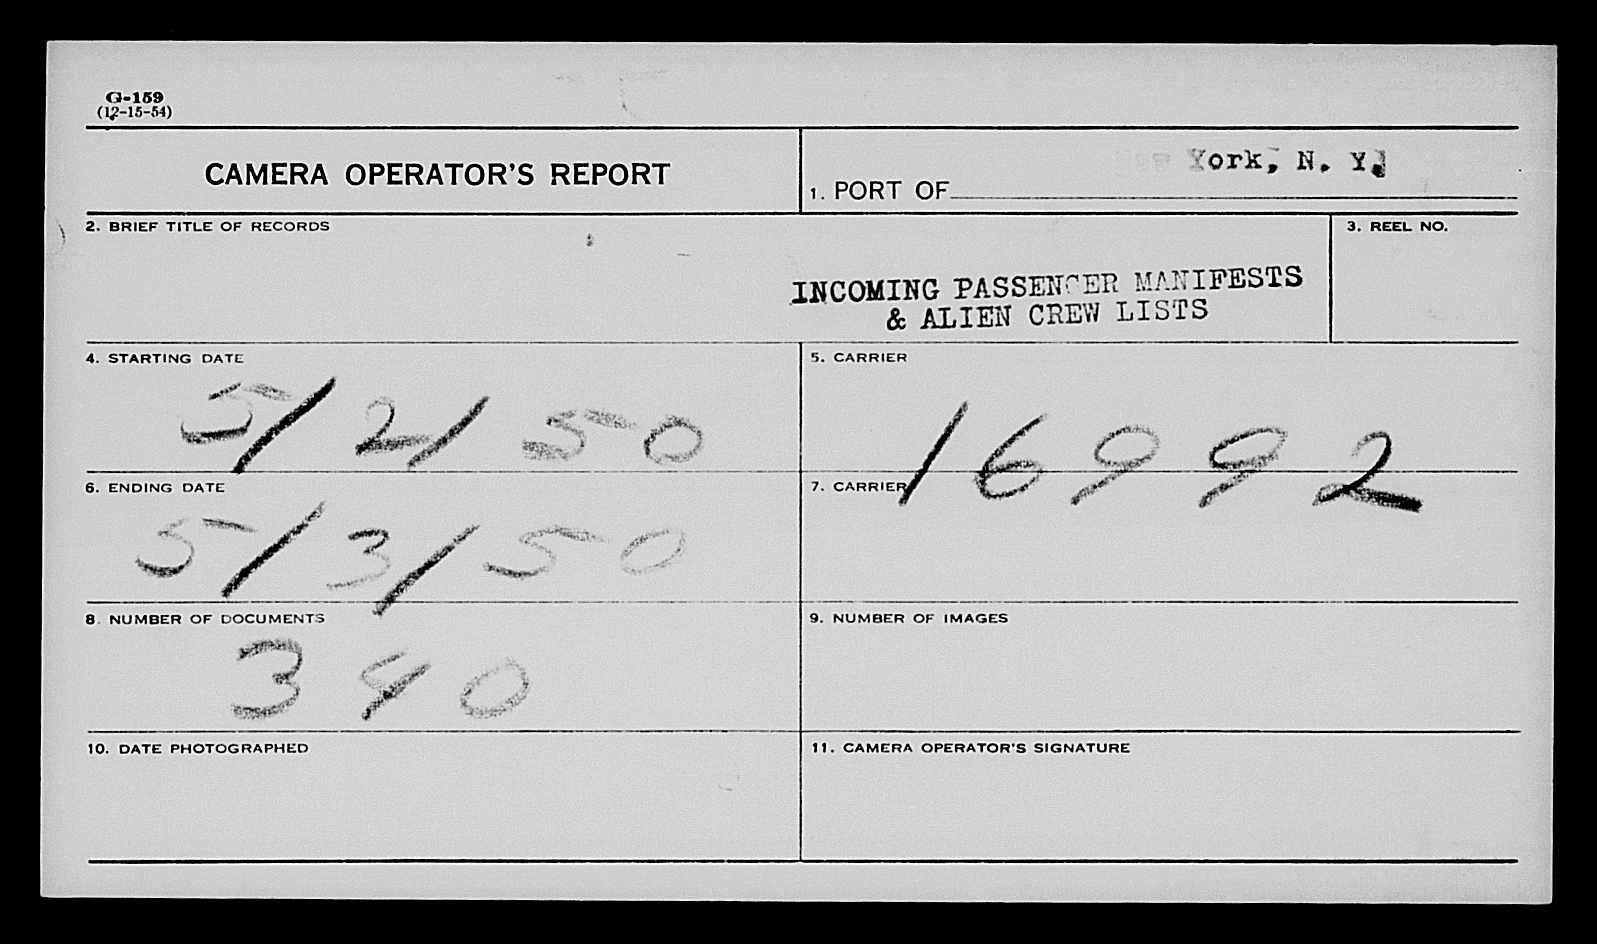 G-159
(12-15-54)
CAMERA OPERATOR'S REPORT
1. PORT OF New York, N. Y.
2. BRIEF TITLE OF RECORDS
3. REEL NO.
INCOMING PASSENGER MANIFESTS
& ALIEN CREW LISTS
4. STARTING DATE
5/2/50
5. CARRIER
16992
6. ENDING DATE
5/3/50
7. CARRIER
8. NUMBER OF DOCUMENTS
340
9. NUMBER OF IMAGES
10. DATE PHOTOGRAPHED
11. CAMERA OPERATOR'S SIGNATURE